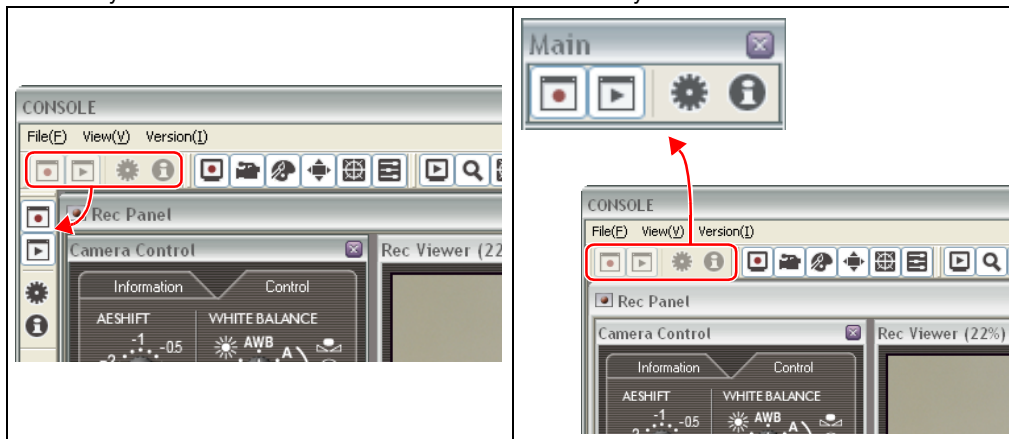 CONSOLE
File(F) View(V) Version(I)
Rec Panel
Camera Control
Rec Viewer (22
Information
Control
AESHIFT
WHITE BALANCE
-1
-0.5
AWB
A
Main
CONSOLE
File(F) View(V) Version(I)
Rec Panel
Camera Control
Rec Viewer (22%)
Information
Control
AESHIFT
WHITE BALANCE
-1
-0.5
AWB
A